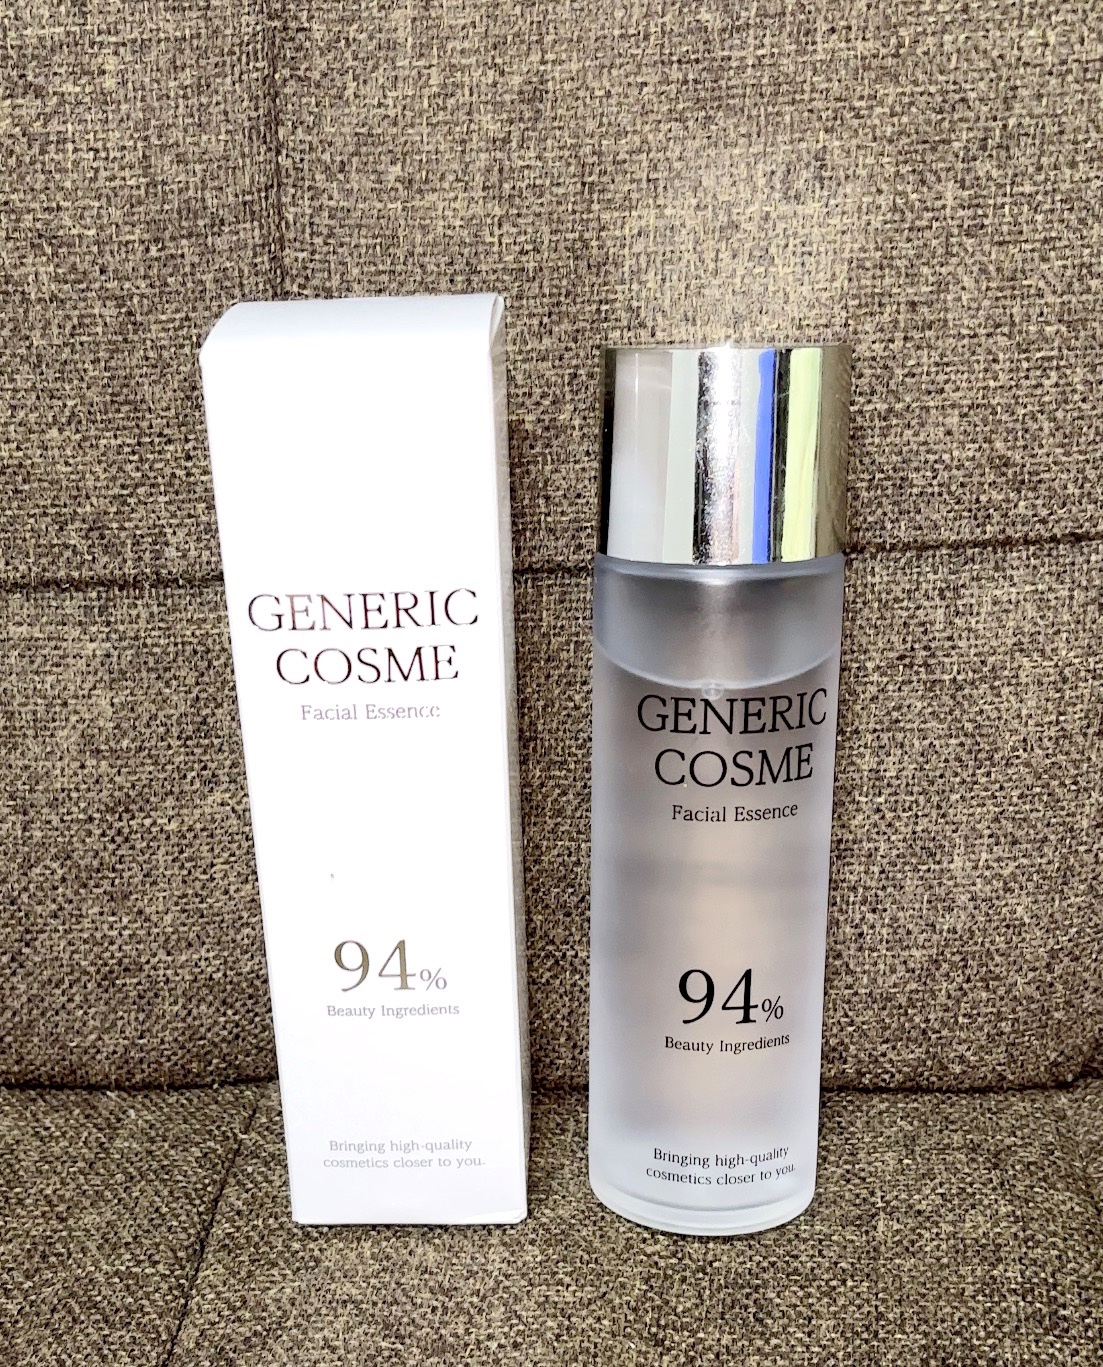 GENERIC
COSME
Facial Essence
94%
Beauty Ingredients
Bringing high-quality
cosmetics closer to you.
GENERIC
COSME
Facial Essence
94%
Beauty Ingredients
Bringing high-quality
cosmetics closer to you.